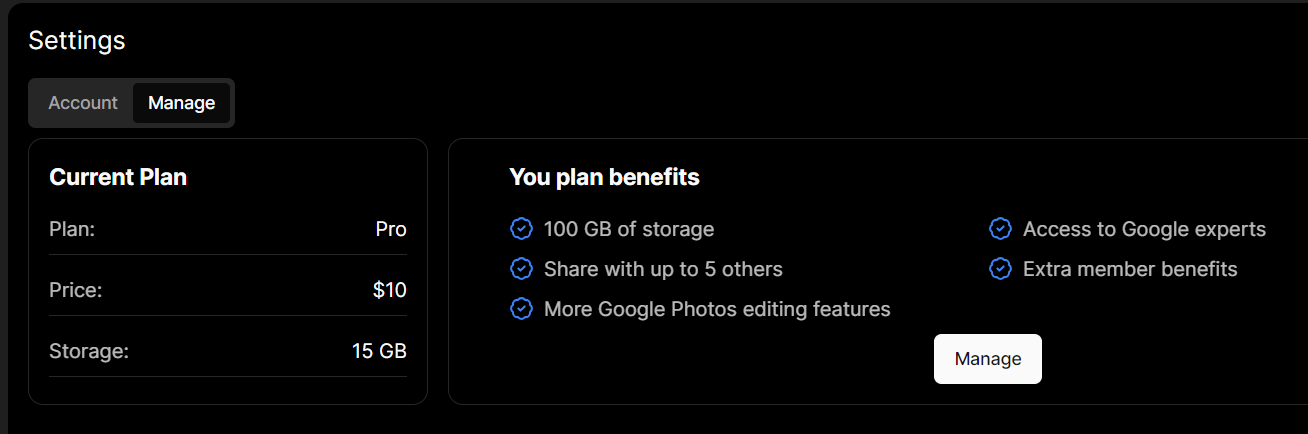 Settings
Account Manage
Current Plan
Plan: Pro
Price: $10
Storage: 15 GB
You plan benefits
100 GB of storage
Access to Google experts
Share with up to 5 others
Extra member benefits
More Google Photos editing features
Manage